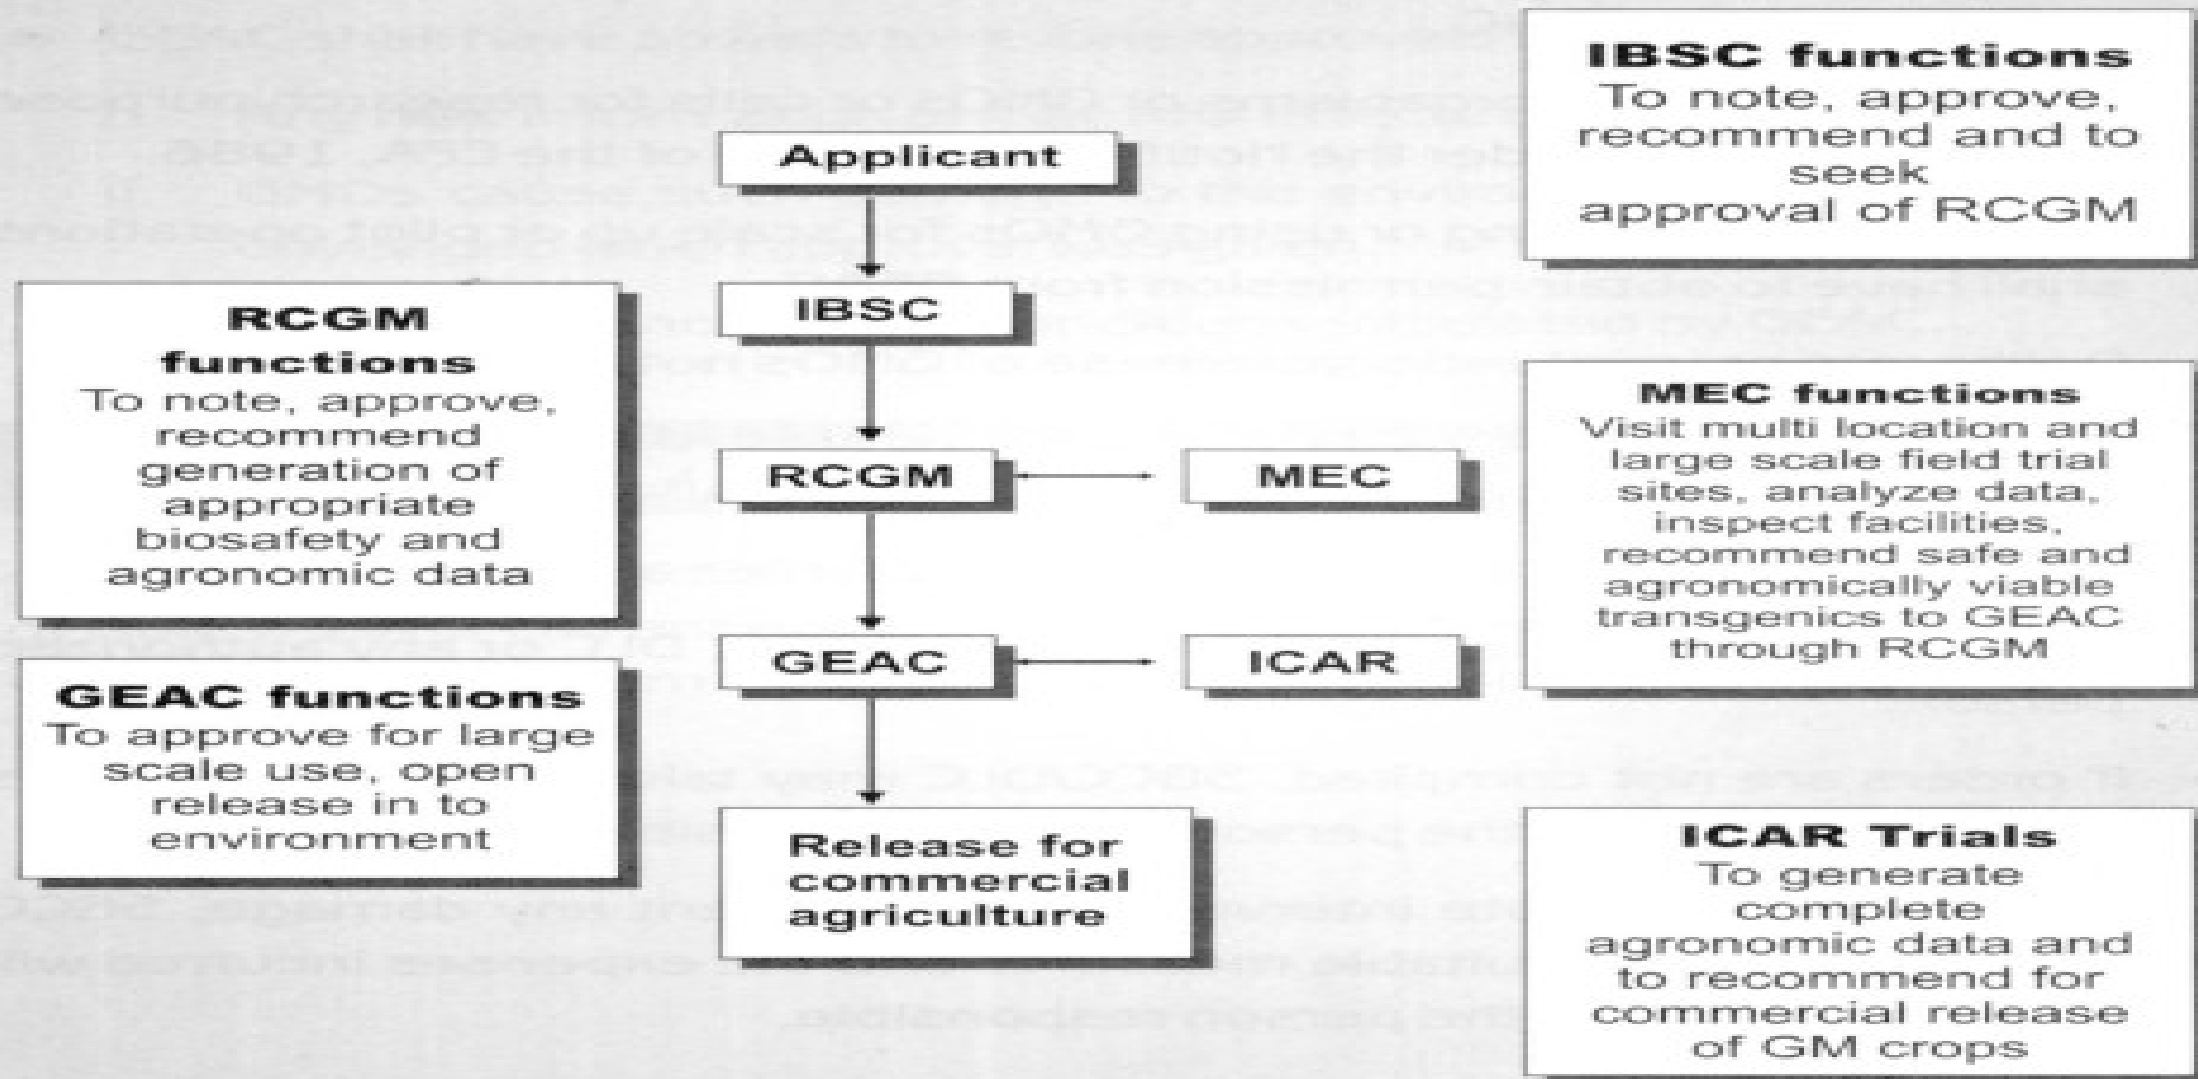 Applicant
IBSC
RCGM
MEC
GEAC
ICAR
Release for
commercial
agriculture
RCGM
functions
To note, approve,
recommend
generation of
appropriate
biosafety and
agronomic data
GEAC functions
To approve for large
scale use, open
release in to
environment
IBSC functions
To note, approve,
recommend and to
seek
approval of RCGM
MEC functions
Visit multi location and
large scale field trial
sites, analyze data,
inspect facilities,
recommend safe and
agronomically viable
transgenics to GEAC
through RCGM
ICAR Trials
To generate
complete
agronomic data and
to recommend for
commercial release
of GM crops